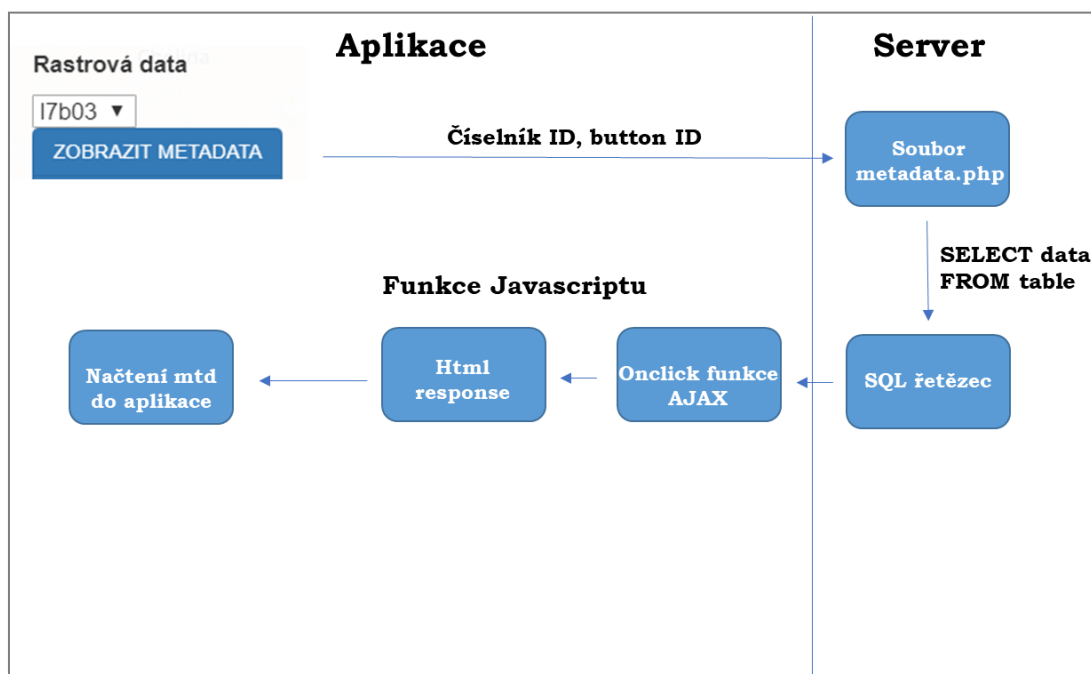 Aplikace
Server
Rastrová data
l7b03
ZOBRAZIT METADATA
Číselník ID, button ID
Soubor
metadata.php
SELECT data
FROM table
Funkce Javascriptu
Načtení mtd
do aplikace
Html
response
Onclick funkce
AJAX
SQL řetězec